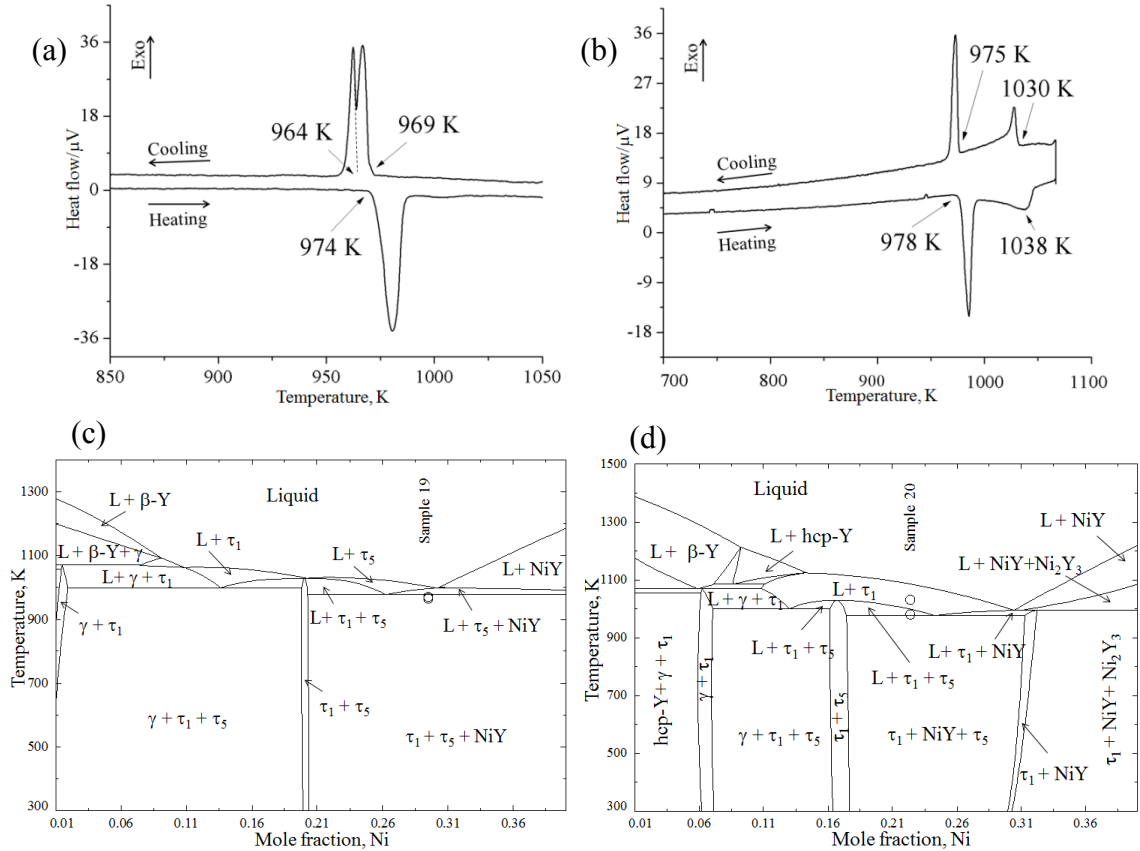 (a)
Exo
36
18
0
-18
-36
Heat flow/μV
964 K
969 K
Cooling
Heating
974 K
850
900
950
1000
1050
Temperature, K
(b)
Exo
36
27
18
9
0
-9
-18
Heat flow/μV
975 K
1030 K
Cooling
Heating
978 K
1038 K
700
800
900
1000
1100
Temperature, K
(c)
1300
1100
900
700
500
300
Temperature, K
L + β-Y
Liquid
Sample 19
L + β-Y + γ
L + τ1
L + τ5
L + γ + τ1
L + NiY
γ + τ1
L + τ1 + τ5
L + τ5 + NiY
τ1 + τ5
γ + τ1 + τ5
τ1 + τ5 + NiY
0.01
0.06
0.11
0.16
0.21
0.26
0.31
0.36
Mole fraction, Ni
(d)
1500
1300
1100
900
700
500
300
Temperature, K
Liquid
Sample 20
L + NiY
L + hcp-Y
L + β-Y
L + NiY+Ni2Y3
L + γ + τ1
L + τ1
L + τ1 + τ5
L + τ1 + NiY
L + τ1 + τ5
hcp-Y+ γ + τ1
γ + τ1
γ + τ1 + τ5
τ1 + τ5
τ1 + NiY + τ5
τ1 + NiY
τ1 + NiY + Ni2Y3
0.01
0.06
0.11
0.16
0.21
0.26
0.31
0.36
Mole fraction, Ni